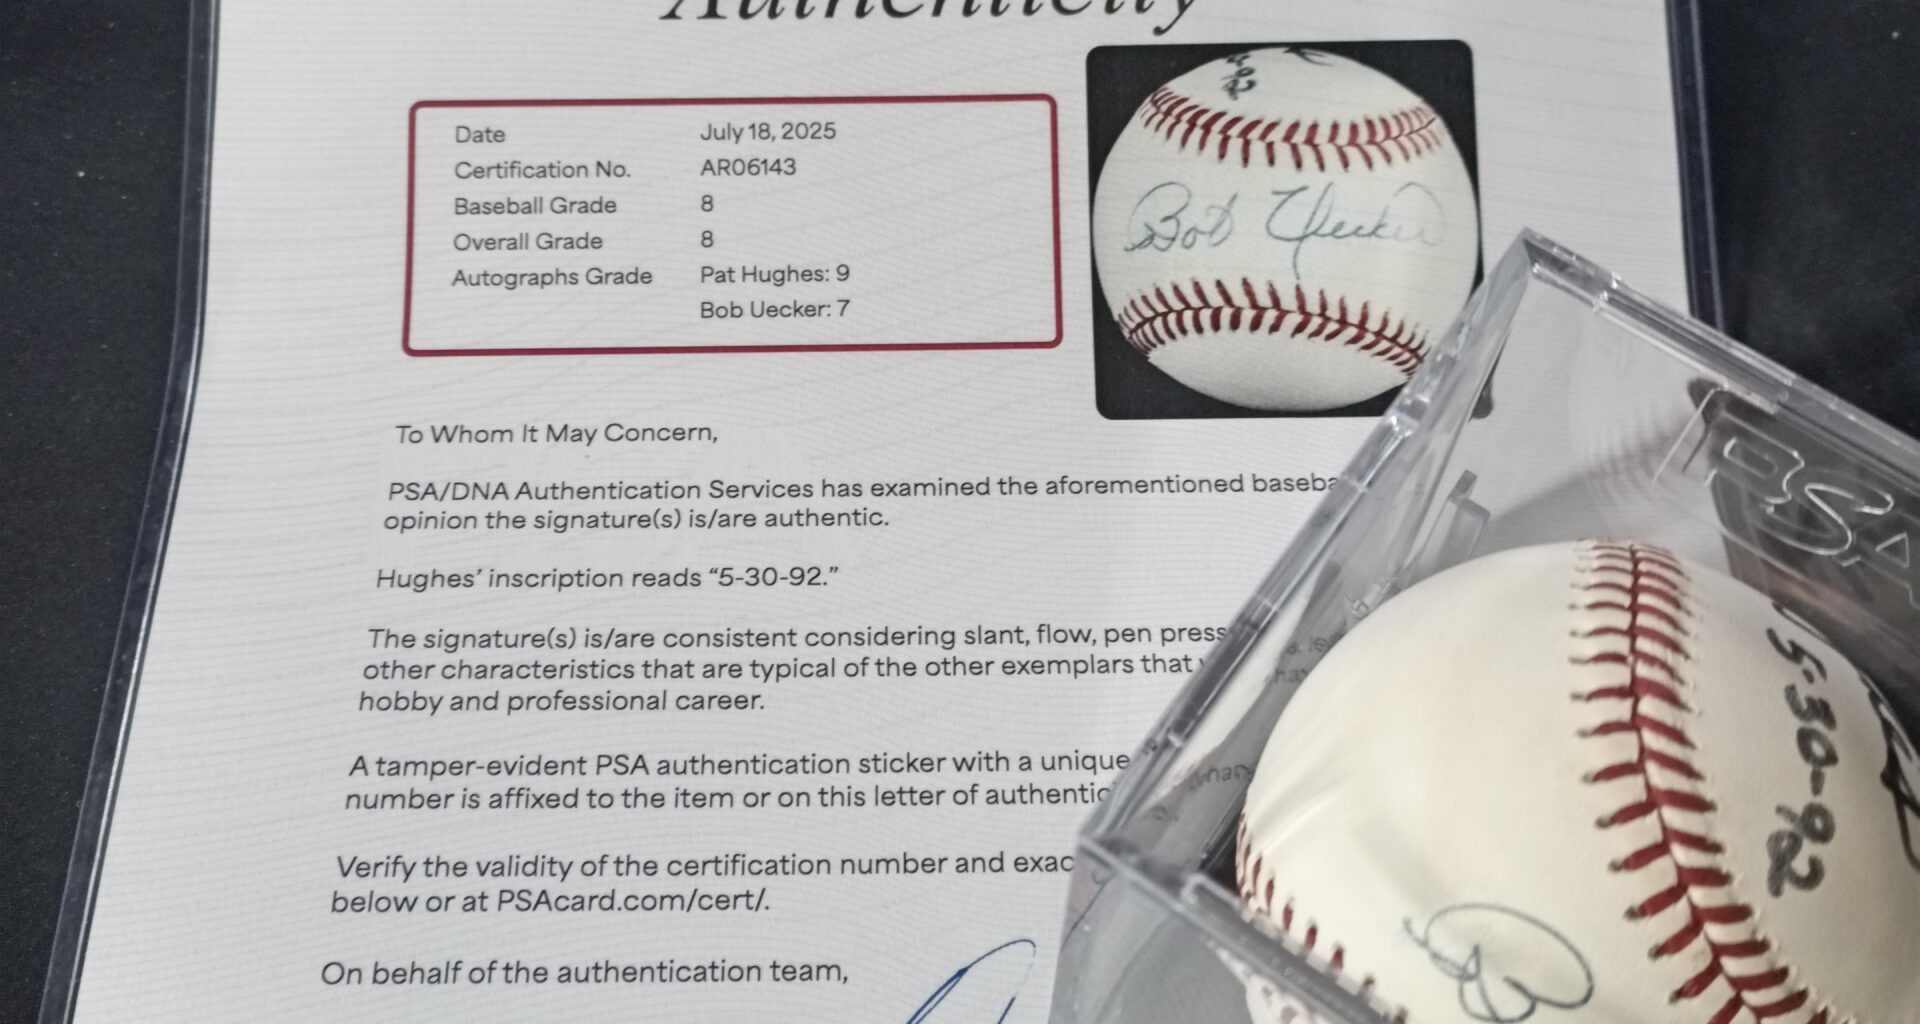 Authenticity
Date July 18, 2025
Certification No. AR06143
Baseball Grade 8
Overall Grade 8
Autographs Grade Pat Hughes: 9
Bob Uecker: 7
-92
Bob Uecker
To Whom It May Concern,
PSA/DNA Authentication Services has examined the aforementioned baseba
opinion the signature(s) is/are authentic.
Hughes' inscription reads “5-30-92.”
The signature(s) is/are consistent considering slant, flow, pen press
other characteristics that are typical of the other exemplars that
hobby and professional career.
A tamper-evident PSA authentication sticker with a unique
number is affixed to the item or on this letter of authentic
Verify the validity of the certification number and exac
below or at PSAcard.com/cert/.
On behalf of the authentication team,
PSA
5-30-92